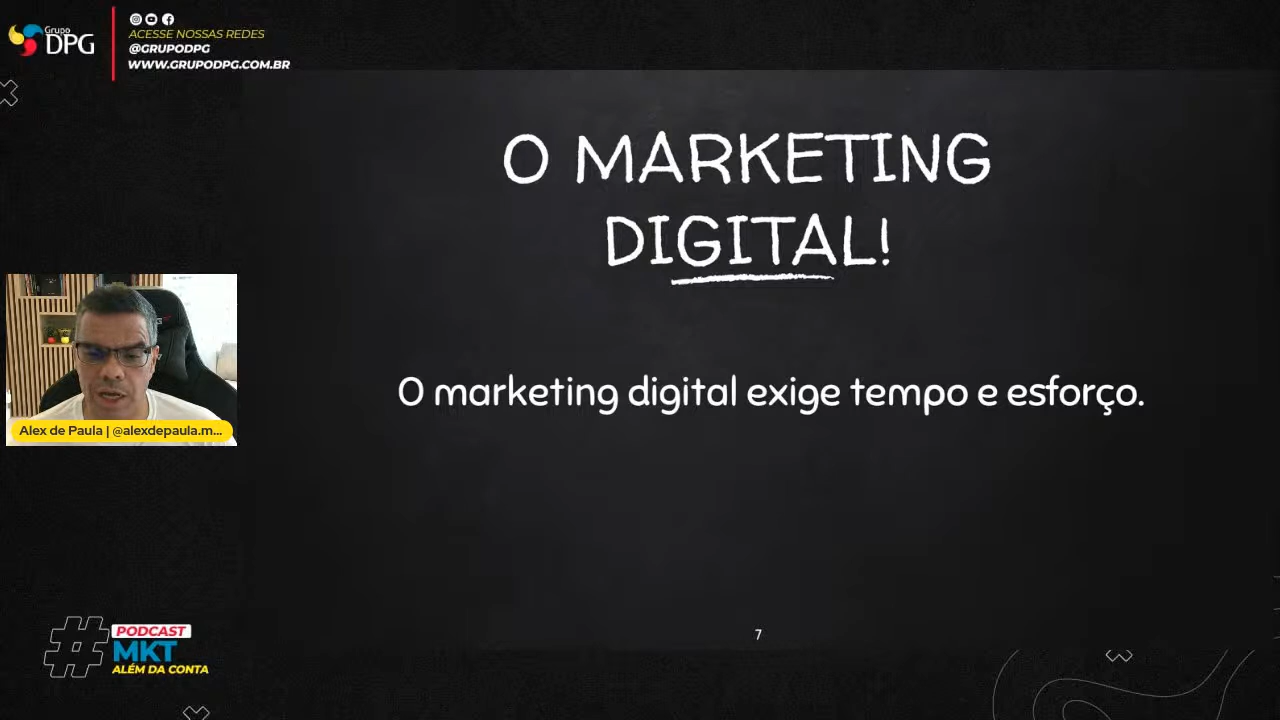 Grupo
DPG
ACESSE NOSSAS REDES
@GRUPODPG
WWW.GRUPODPG.COM.BR
O MARKETING
DIGITAL!
O marketing digital exige tempo e esforço.
Alex de Paula | @alexdepaula.m...
7
#
PODCAST
MKT
ALÉM DA CONTA